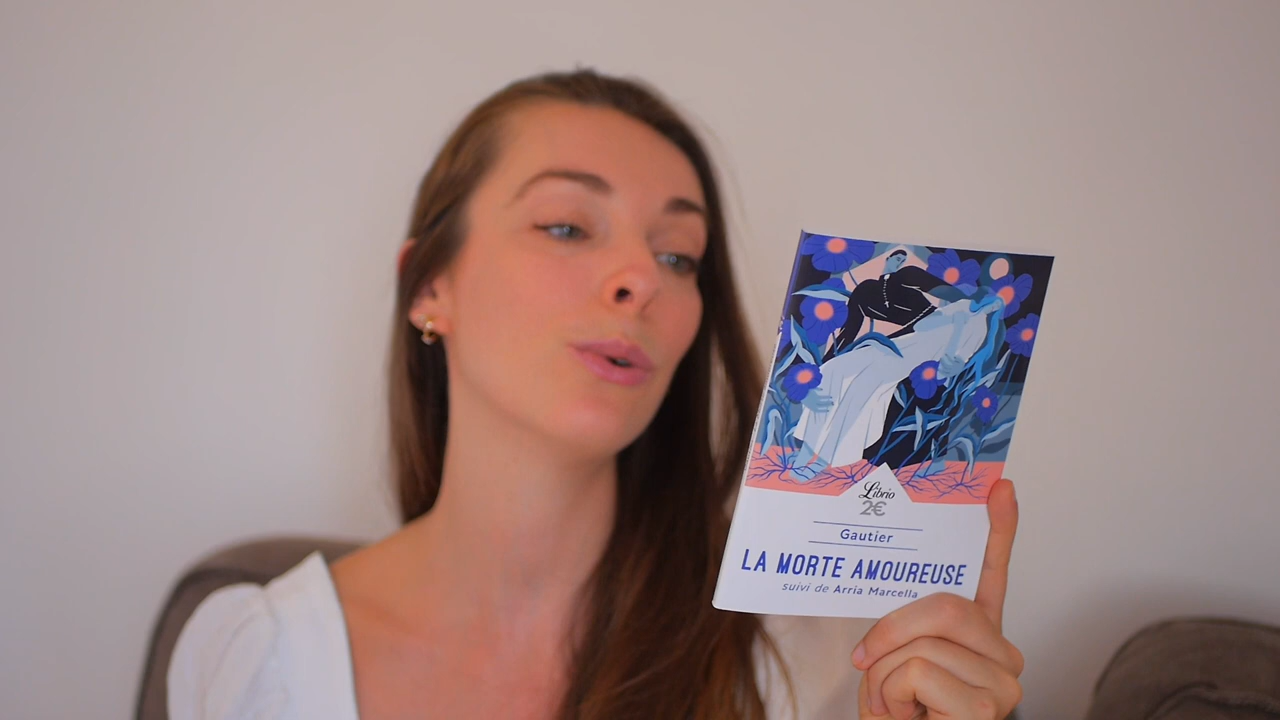 Librio
2€
Gautier
LA MORTE AMOUREUSE
suivi de Arria Marcella